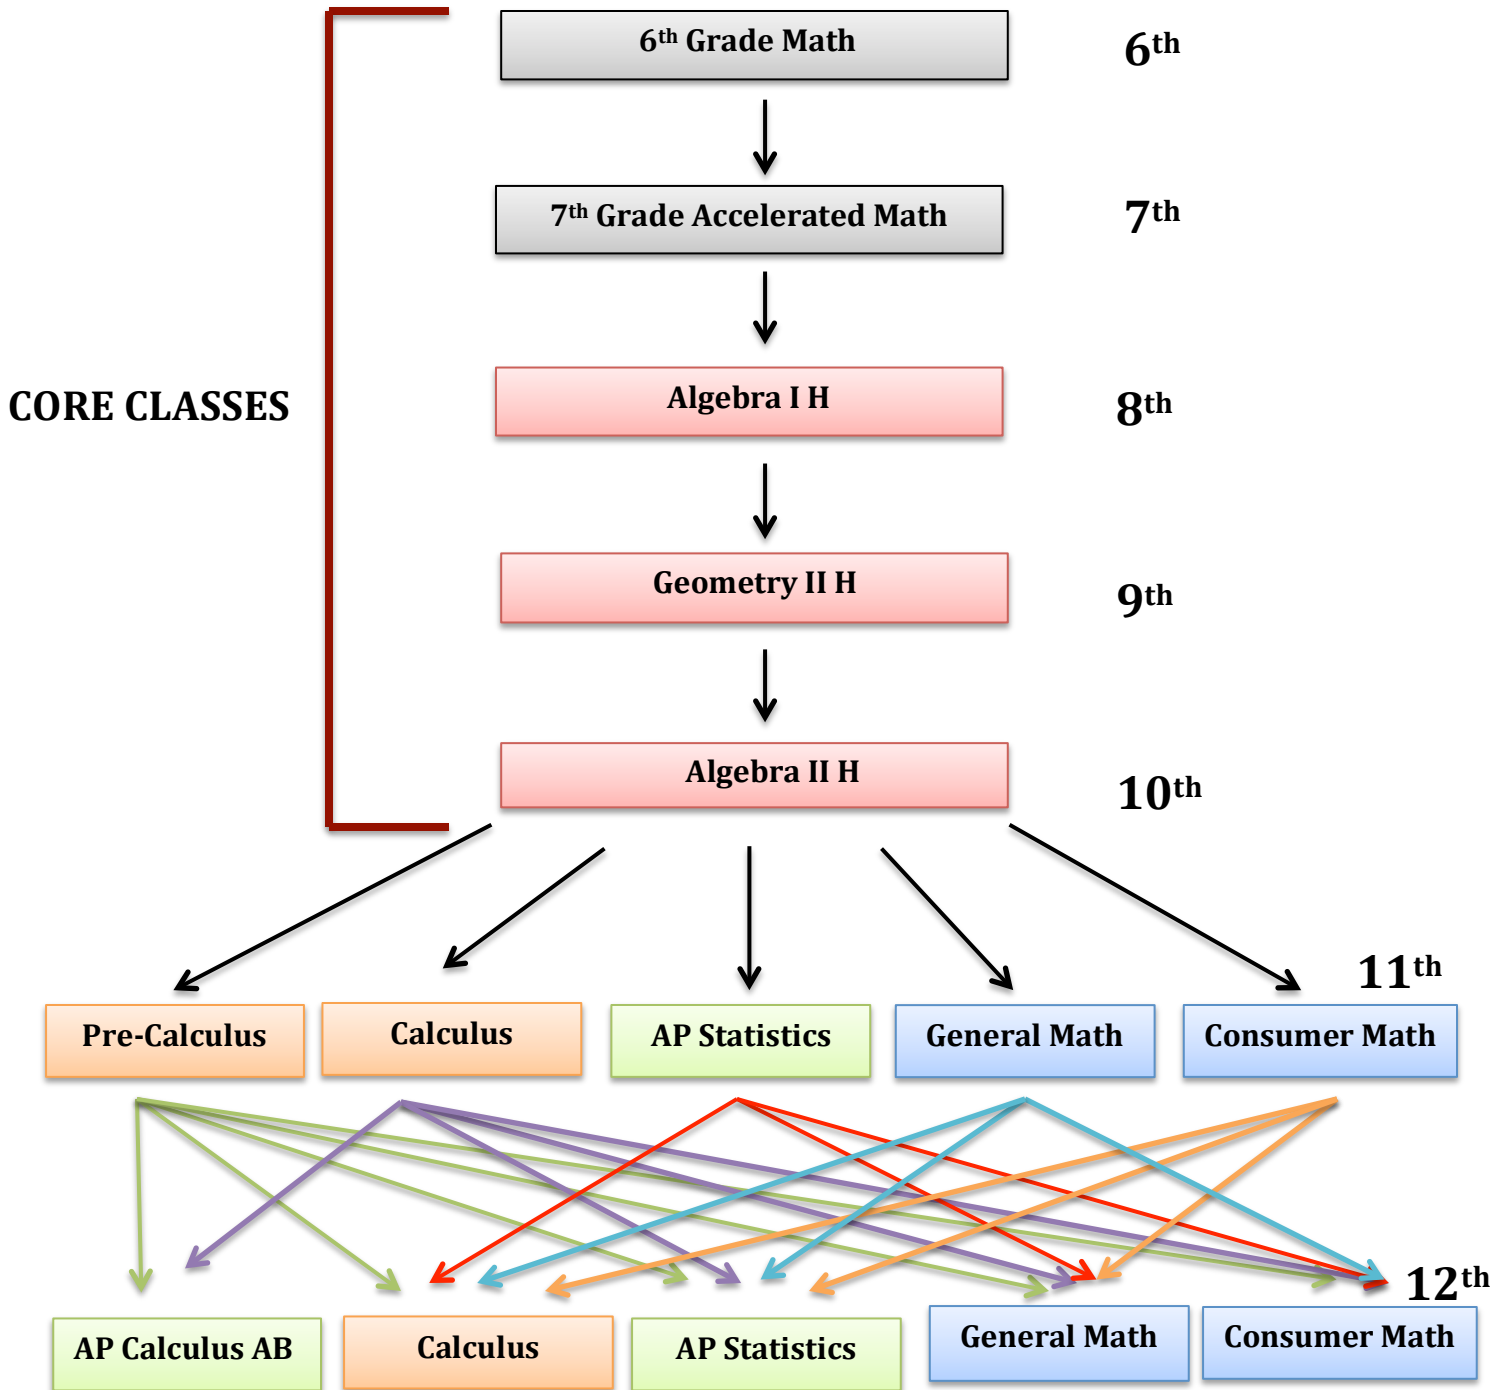 6th Grade Math
6th
7th Grade Accelerated Math
7th
CORE CLASSES
Algebra I H
8th
Geometry II H
9th
Algebra II H
10th
11th
Pre-Calculus
Calculus
AP Statistics
General Math
Consumer Math
12th
AP Calculus AB
Calculus
AP Statistics
General Math
Consumer Math